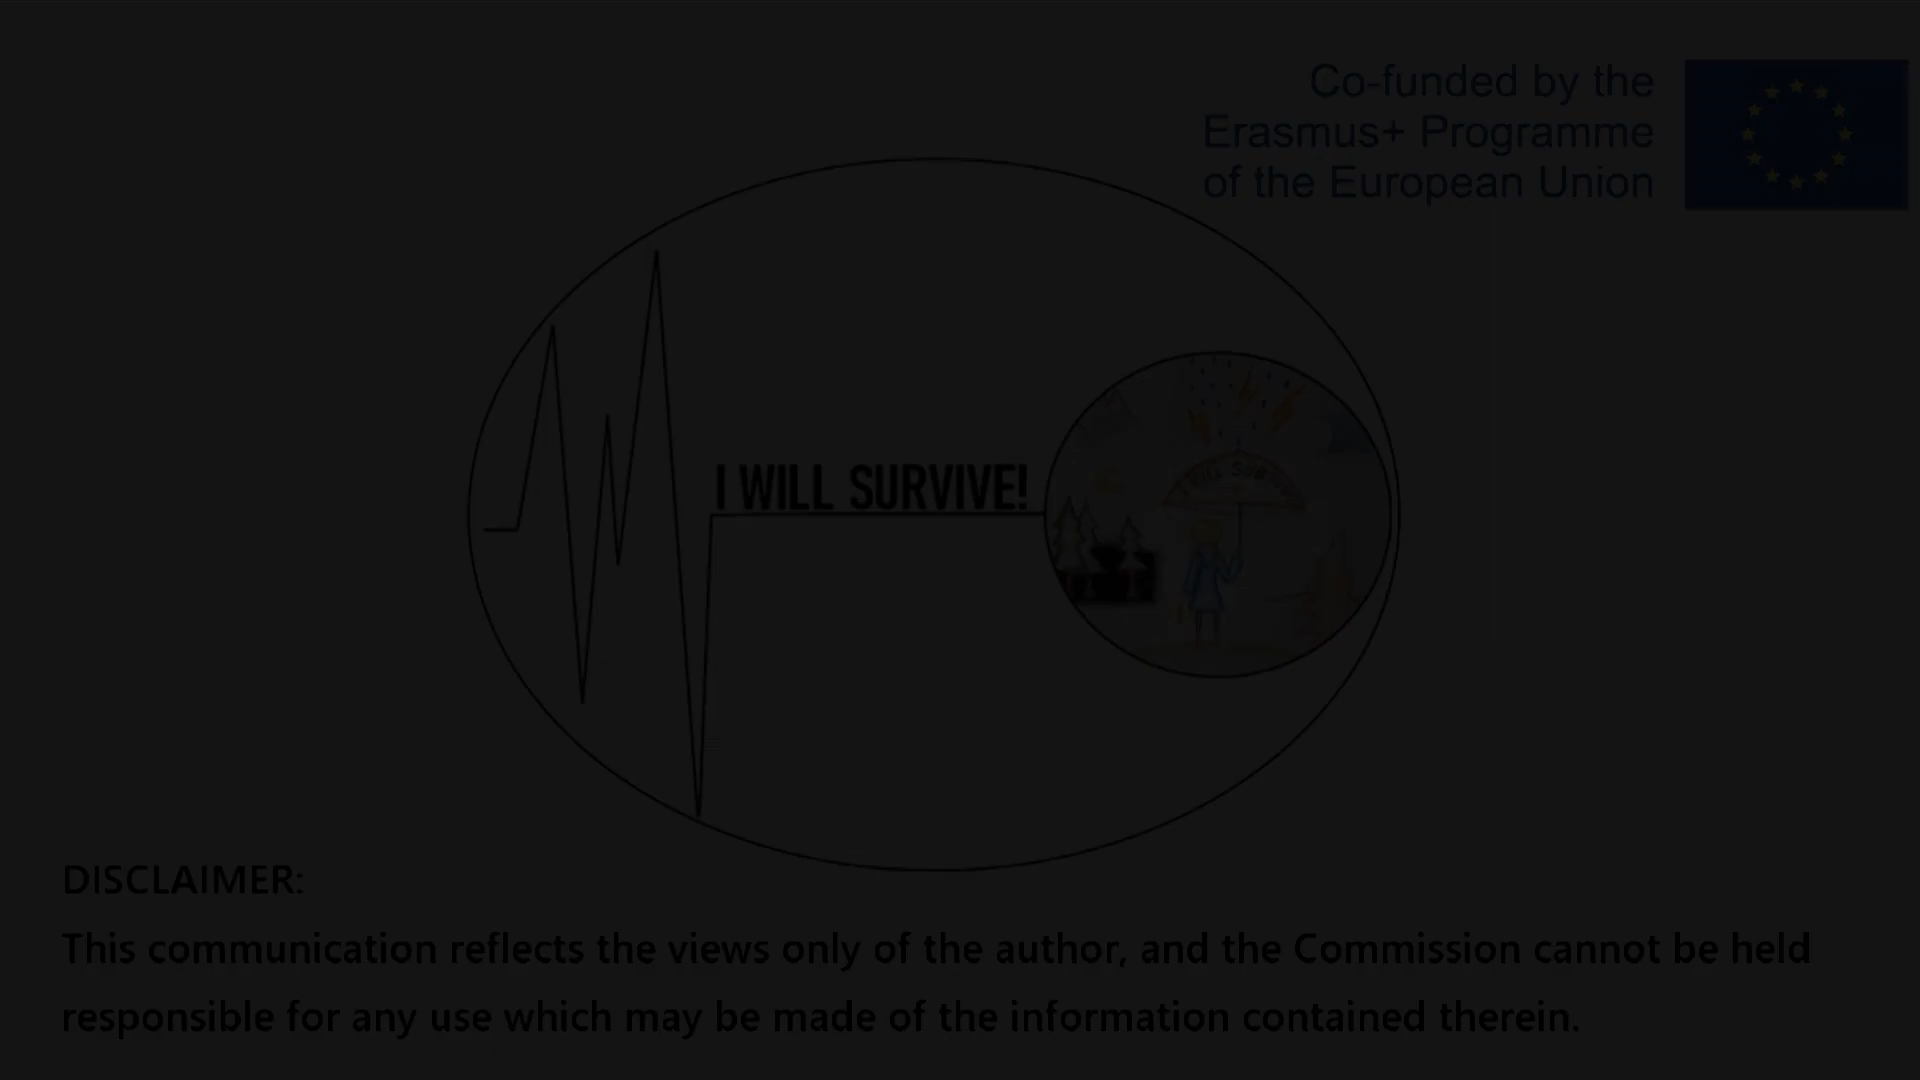 Co-funded by the
Erasmus+ Programme
of the European Union
I WILL SURVIVE!
I WILL SUR
DISCLAIMER:
This communication reflects the views only of the author, and the Commission cannot be held
responsible for any use which may be made of the information contained therein.